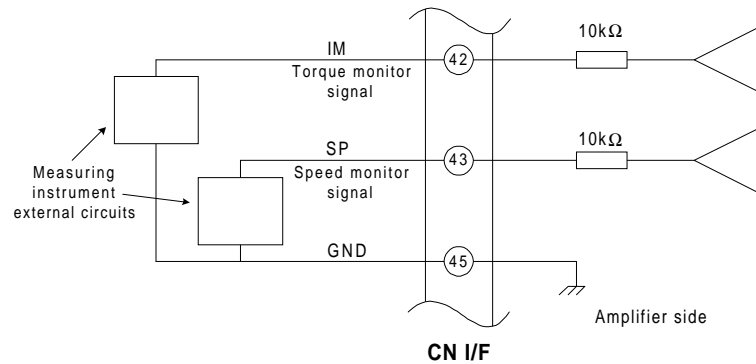 IM
Torque monitor
signal
42
10kΩ
SP
Speed monitor
signal
43
10kΩ
Measuring
instrument
external circuits
GND
45
Amplifier side
CN I/F